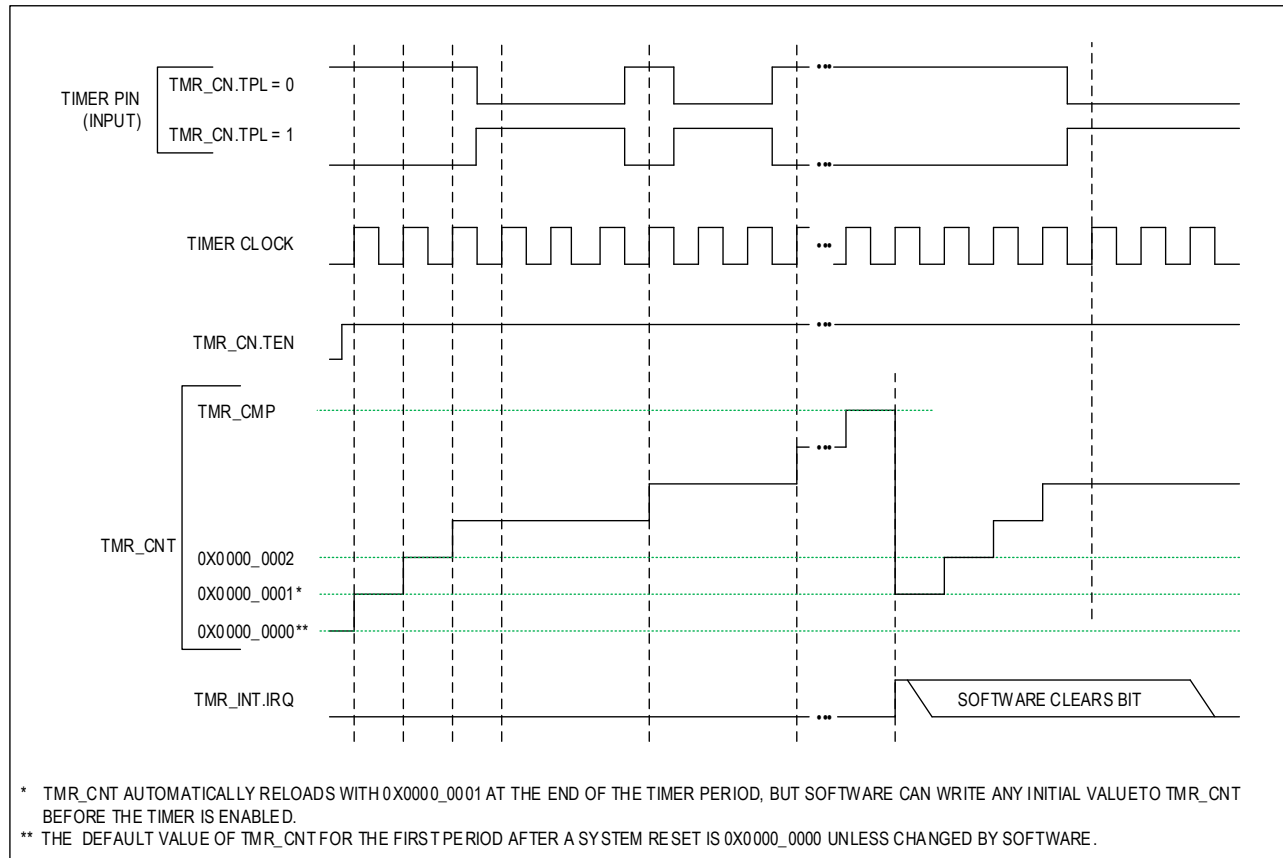 TIMER PIN
(INPUT)
TMR_CN.TPL = 0
TMR_CN.TPL = 1
•••
•••
TIMER CLOCK
•••
TMR_CN.TEN
•••
TMR_CNT
TMR_CMP
•••
0X0000_0002
0X0000_0001*
0X0000_0000**
TMR_INT.IRQ
•••
SOFTWARE CLEARS BIT
* TMR_CNT AUTOMATICALLY RELOADS WITH 0X0000_0001 AT THE END OF THE TIMER PERIOD, BUT SOFTWARE CAN WRITE ANY INITIAL VALUE TO TMR_CNT
BEFORE THE TIMER IS ENABLED.
** THE DEFAULT VALUE OF TMR_CNT FOR THE FIRST PERIOD AFTER A SYSTEM RESET IS 0X0000_0000 UNLESS CHANGED BY SOFTWARE.